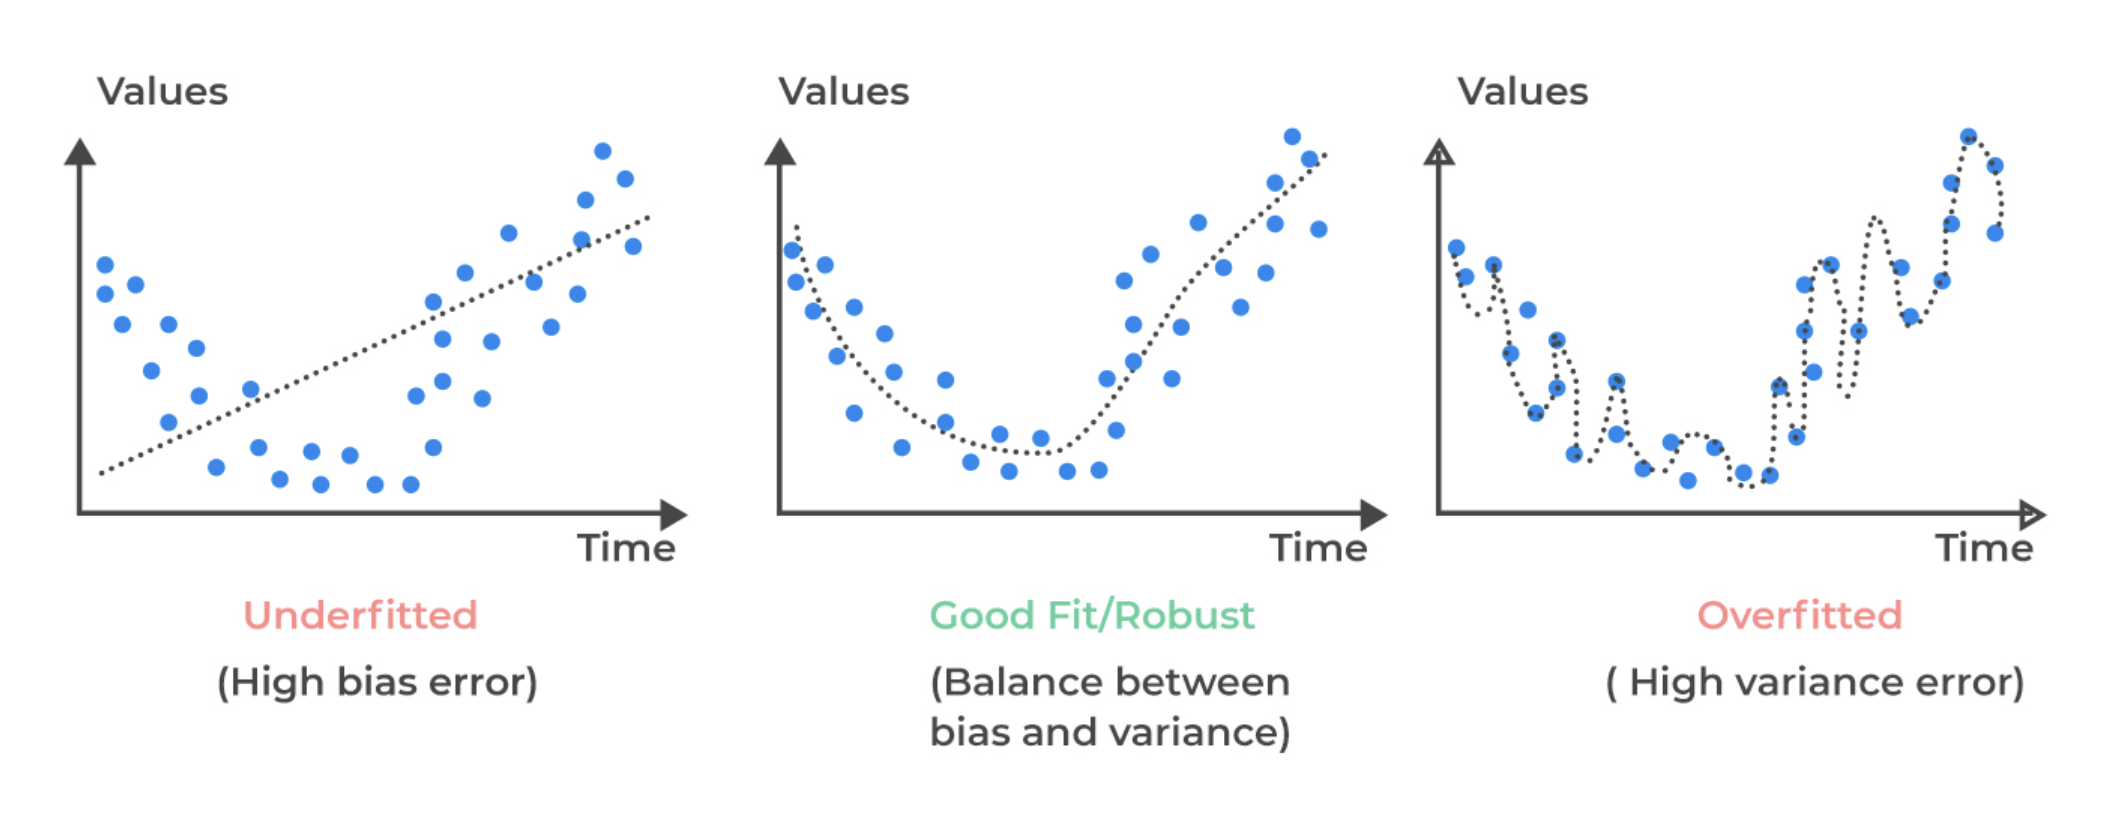 Values
Values
Values
Time
Time
Time
Underfitted
Good Fit/Robust
Overfitted
(High bias error)
(Balance between
bias and variance)
( High variance error)